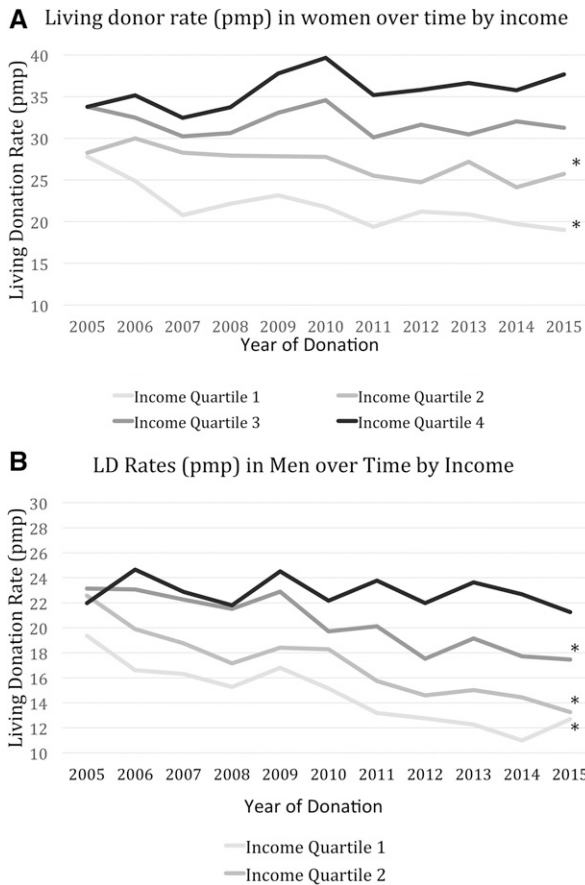 A Living donor rate (pmp) in women over time by income
Living Donation Rate (pmp)
40
35
30
25
20
15
10
*
*
2005 2006 2007 2008 2009 2010 2011 2012 2013 2014 2015
Year of Donation
Income Quartile 1 Income Quartile 2
Income Quartile 3 Income Quartile 4
B LD Rates (pmp) in Men over Time by Income
Living Donation Rate (pmp)
30
28
26
24
22
20
18
16
14
12
10
*
*
*
2005 2006 2007 2008 2009 2010 2011 2012 2013 2014 2015
Year of Donation
Income Quartile 1
Income Quartile 2